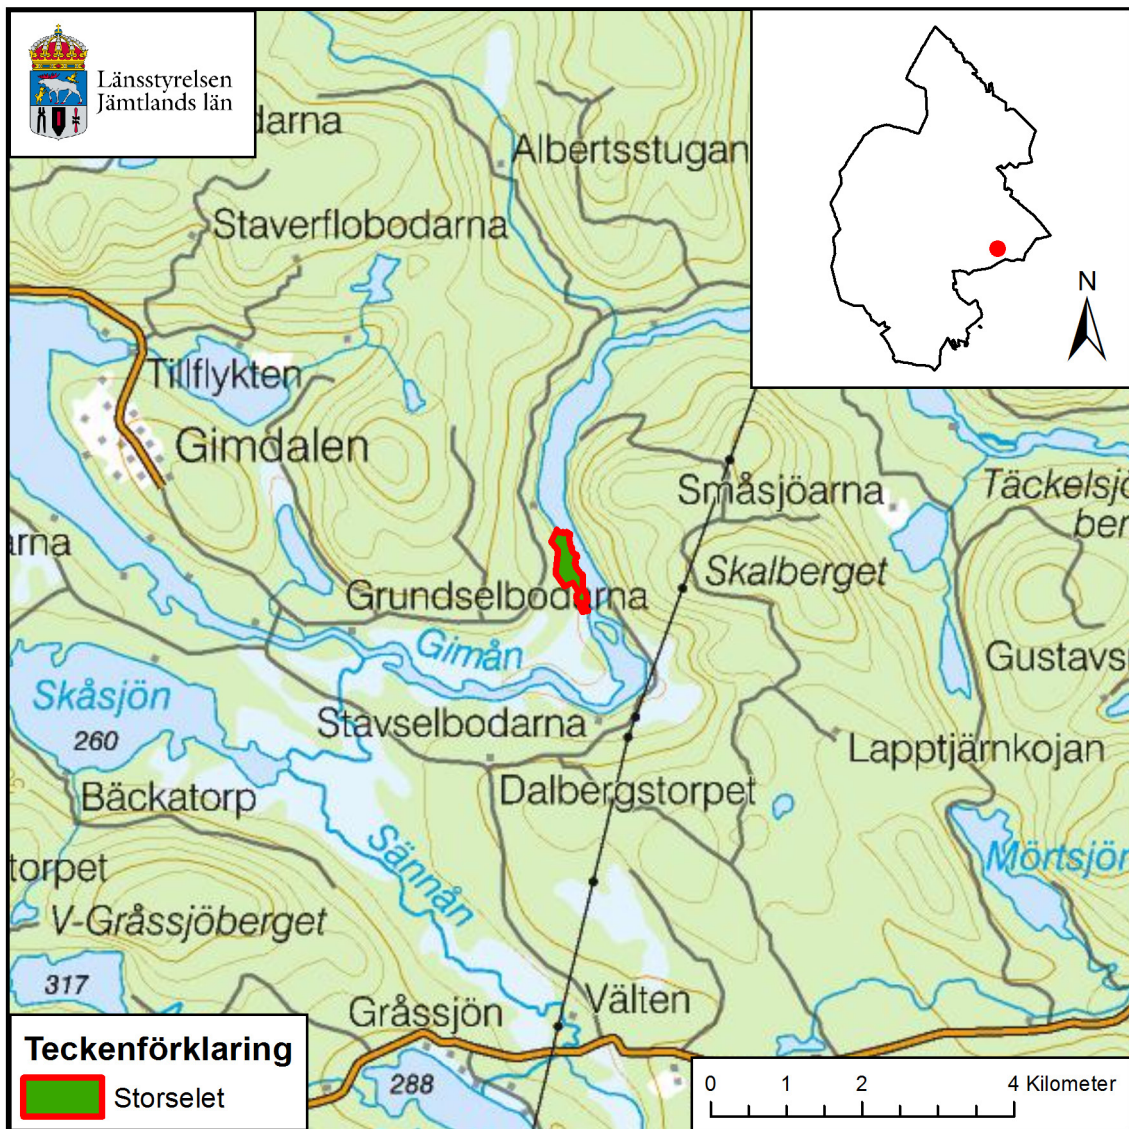 Länsstyrelsen
Jämtlands län
darna
Albertsstugan
Staverflobodarna
N
Tillflykten
Gimdalen
Småsjöarna
Täckelsjö
ber
arna
Skalberget
Grundselbodarna
Gimån
Gustavs
Skåsjön
260
Stavselbodarna
Lapptjärnkojan
Bäckatorp
Dalbergstorpet
Sännån
Mörtsjön
torpet
V-Gråssjöberget
317
Gråssjön
Välten
288
Teckenförklaring
Storselet
0 1 2 4 Kilometer